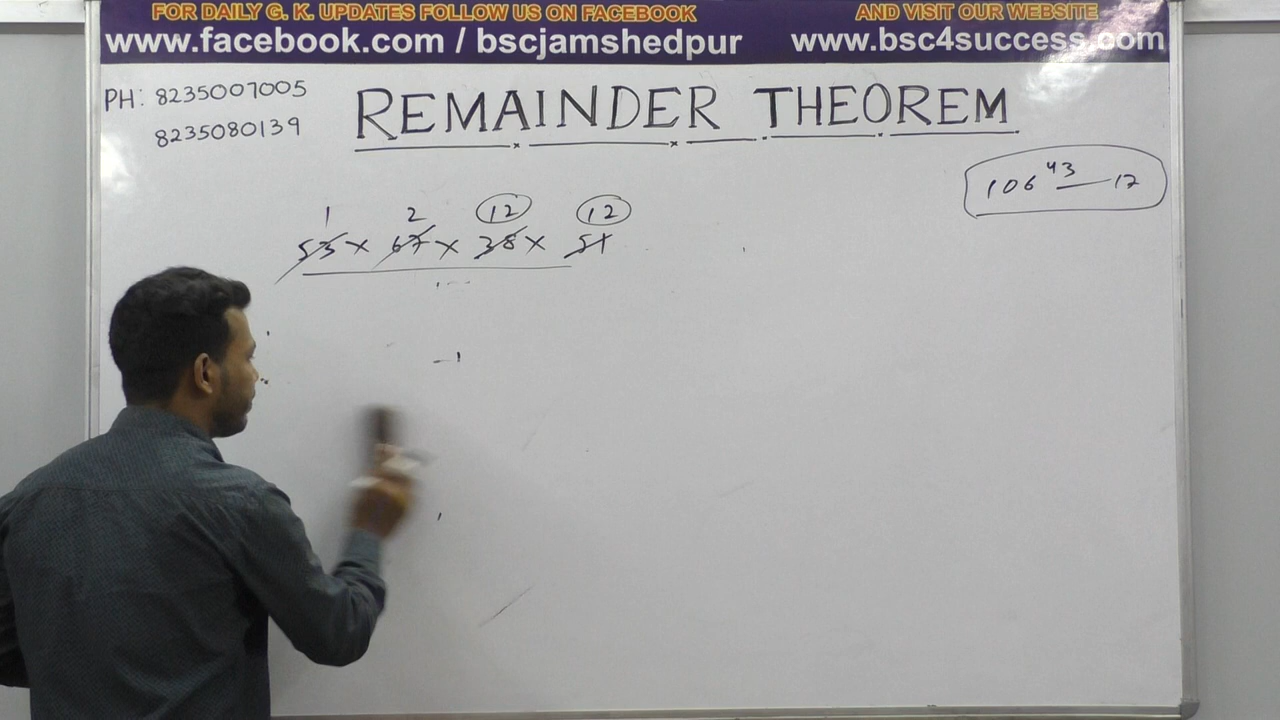 FOR DAILY G. K. UPDATES FOLLOW US ON FACEBOOK AND VISIT OUR WEBSITE
www.facebook.com / bscjamshedpur www.bsc4success.com
PH: 8235007005
8235080139
REMAINDER THEOREM
106^43 — 17
1 2 12 12
53 x 67 x 38 x 51